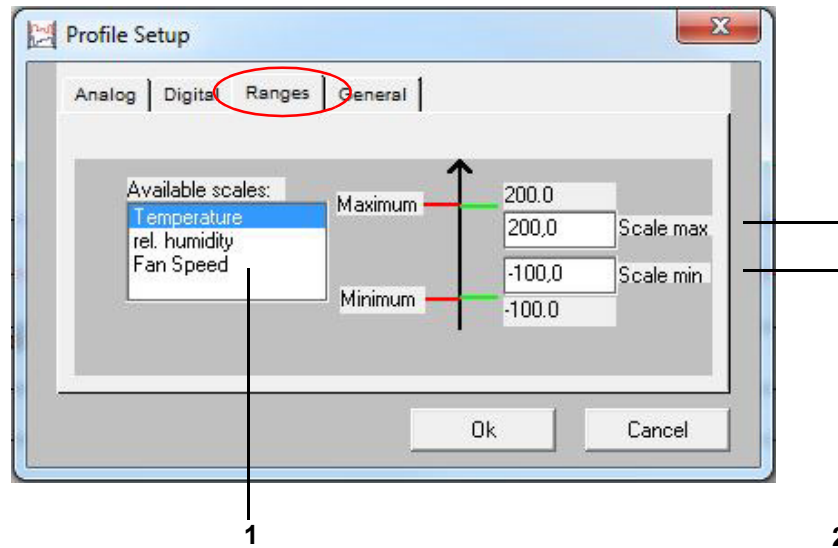 Profile Setup
Analog Digital Ranges General
Available scales:
Temperature
rel. humidity
Fan Speed
Maximum
200.0
200,0 Scale max
-100,0 Scale min
Minimum
-100.0
Ok Cancel
1